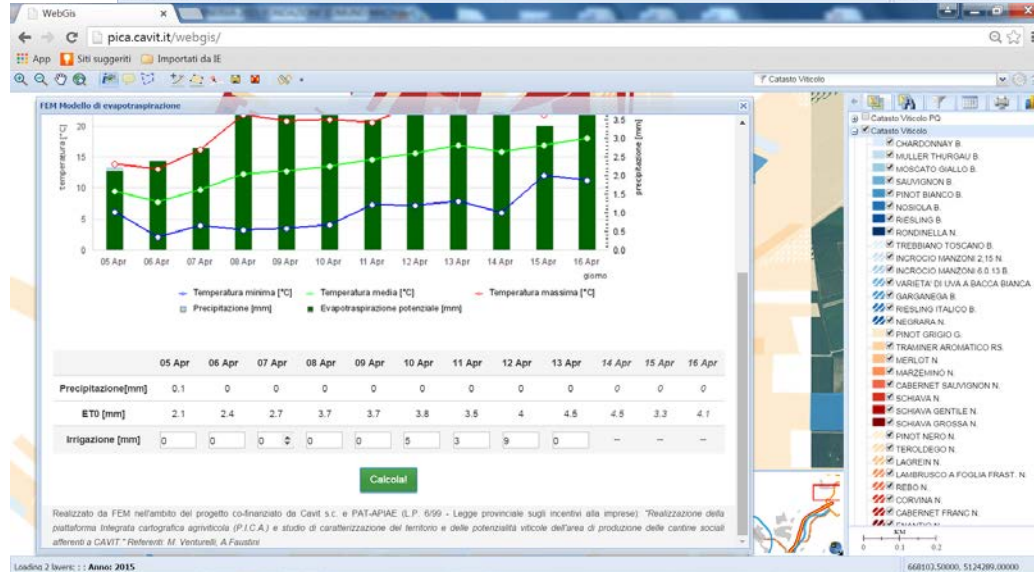 WebGis
pica.cavit.it/webgis/
App Siti suggeriti Importati da IE
Catasto Viticolo
FEM Modello di evapotraspirazione
temperatura [°C]
20
15
10
5
0
precipitazione [mm]
3.5
3.0
2.5
2.0
1.5
1.0
0.5
0.0
05 Apr 06 Apr 07 Apr 08 Apr 09 Apr 10 Apr 11 Apr 12 Apr 13 Apr 14 Apr 15 Apr 16 Apr
giorno
Temperatura minima [°C] Temperatura media [°C] Temperatura massima [°C]
Precipitazione [mm] Evapotraspirazione potenziale [mm]
05 Apr 06 Apr 07 Apr 08 Apr 09 Apr 10 Apr 11 Apr 12 Apr 13 Apr 14 Apr 15 Apr 16 Apr
Precipitazione[mm] 0.1 0 0 0 0 0 0 0 0 0 0 0
ET0 [mm] 2.1 2.4 2.7 3.7 3.7 3.8 3.5 4 4.5 4.5 3.3 4.1
Irrigazione [mm] 0 0 0 0 0 5 3 9 0 -- -- --
Calcola!
Realizzato da FEM nell'ambito del progetto co-finanziato da Cavit s.c. e PAT-APIAE (L.P. 6/99 - Legge provinciale sugli incentivi alla imprese): "Realizzazione della
piattaforma Integrata cartografica agriviticola (P.I.C.A.) e studio di caratterizzazione del territorio e delle potenzialità viticole dell'area di produzione delle cantine sociali
afferenti a CAVIT." Referenti: M. Venturelli, A.Faustini
Catasto Viticolo PQ
Catasto Viticolo
CHARDONNAY B.
MULLER THURGAU B.
MOSCATO GIALLO B.
SAUVIGNON B.
PINOT BIANCO B.
NOSIOLA B.
RIESLING B.
RONDINELLA N.
TREBBIANO TOSCANO B.
INCROCIO MANZONI 2,15 N.
INCROCIO MANZONI 6.0.13 B.
VARIETA' DI UVA A BACCA BIANCA
GARGANEGA B.
RIESLING ITALICO B.
NEGRARA N.
PINOT GRIGIO G.
TRAMINER AROMATICO RS.
MERLOT N.
MARZEMINO N.
CABERNET SAUVIGNON N.
SCHIAVA N.
SCHIAVA GENTILE N.
SCHIAVA GROSSA N.
PINOT NERO N.
TEROLDEGO N.
LAGREIN N.
LAMBRUSCO A FOGLIA FRAST. N.
REBO N.
CORVINA N.
CABERNET FRANC N.
ENANTIO N.
KM
0 0.1 0.2
Loading 2 layers: : : Anno: 2015
668103.50000, 5124289.00000